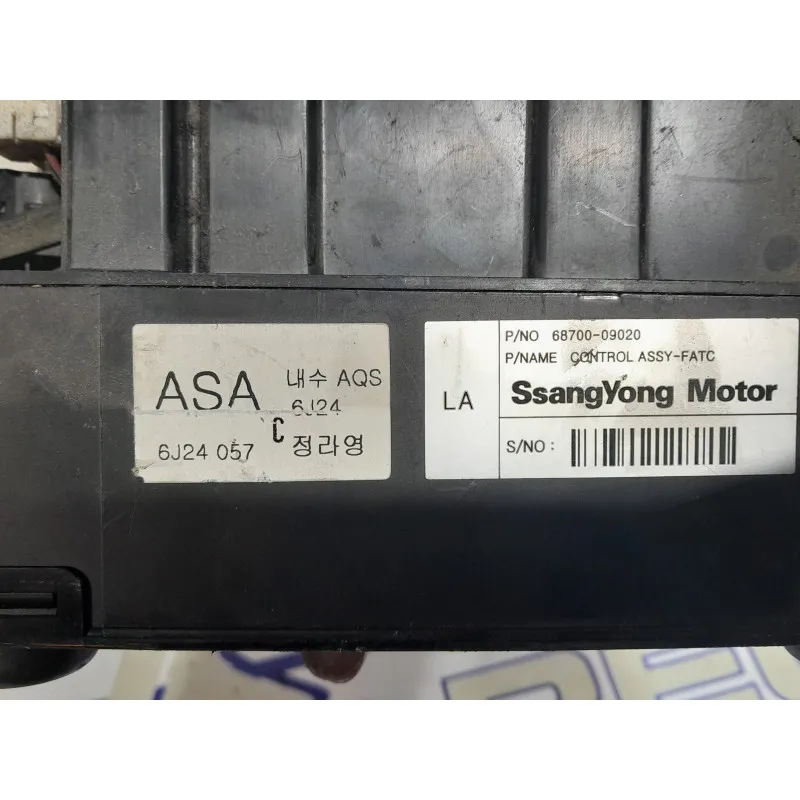 ASA 내수 AQS
6J24
6J24 057 C 정라영
LA
P/NO 68700-09020
P/NAME CONTROL ASSY-FATC
SsangYong Motor
S/NO :